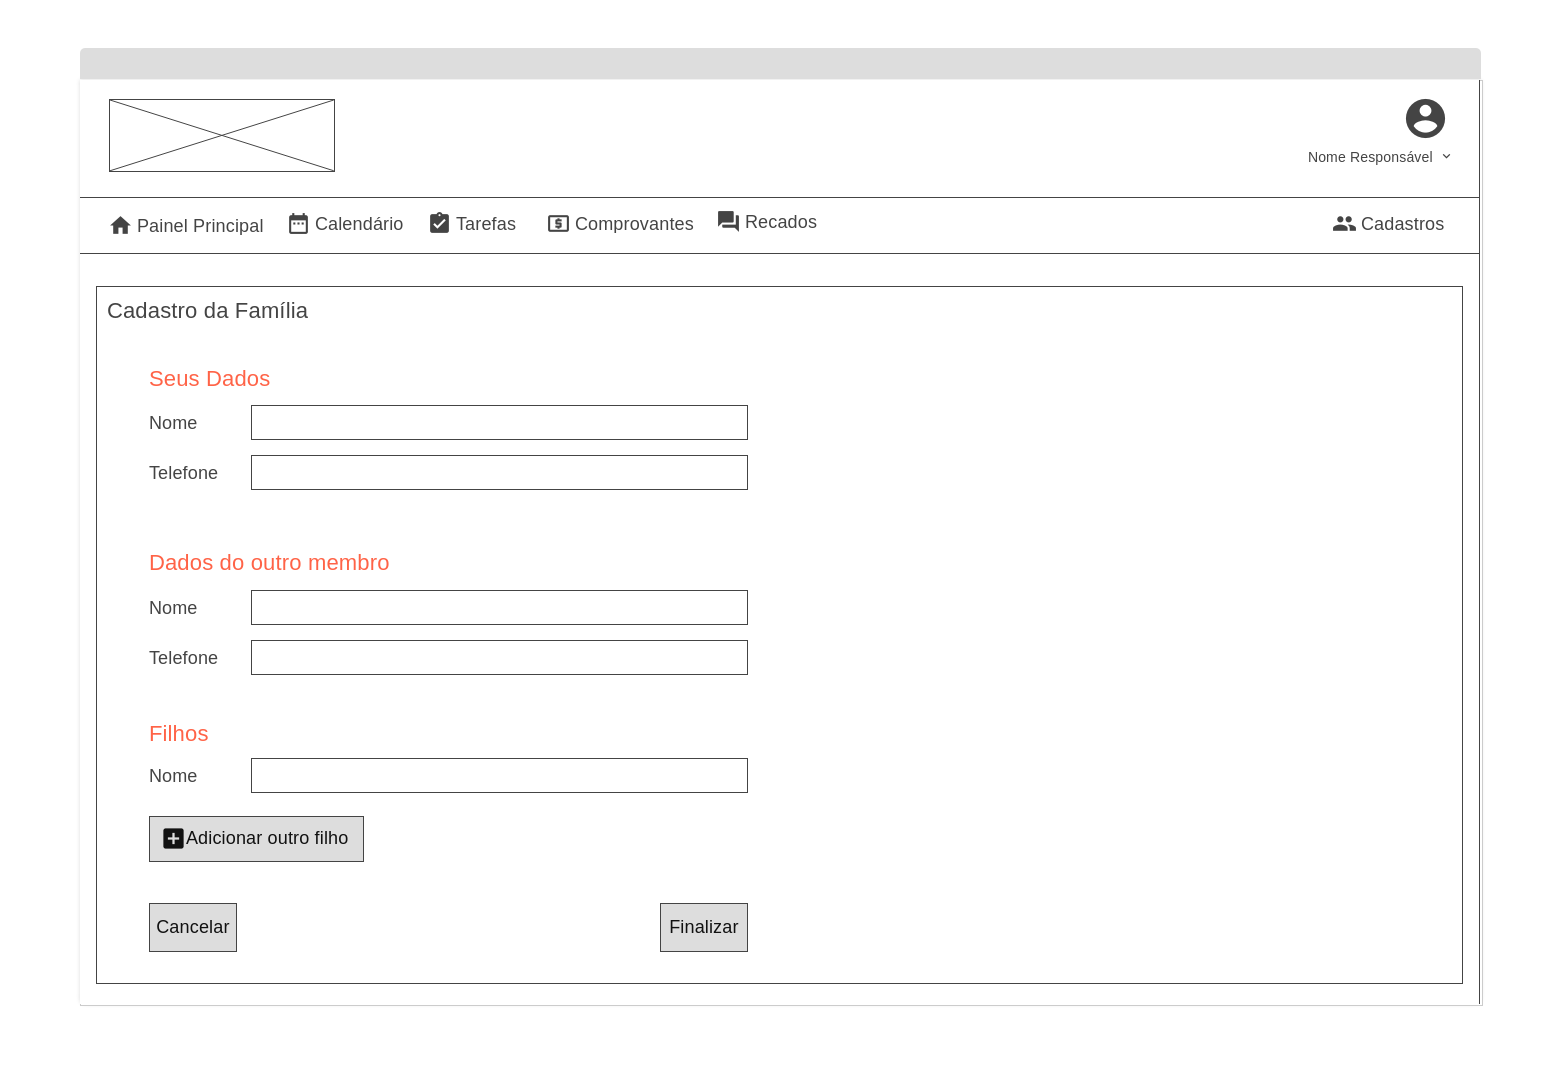 Nome Responsável
Painel Principal Calendário Tarefas Comprovantes Recados Cadastros
Cadastro da Família
Seus Dados
Nome
Telefone
Dados do outro membro
Nome
Telefone
Filhos
Nome
Adicionar outro filho
Cancelar Finalizar